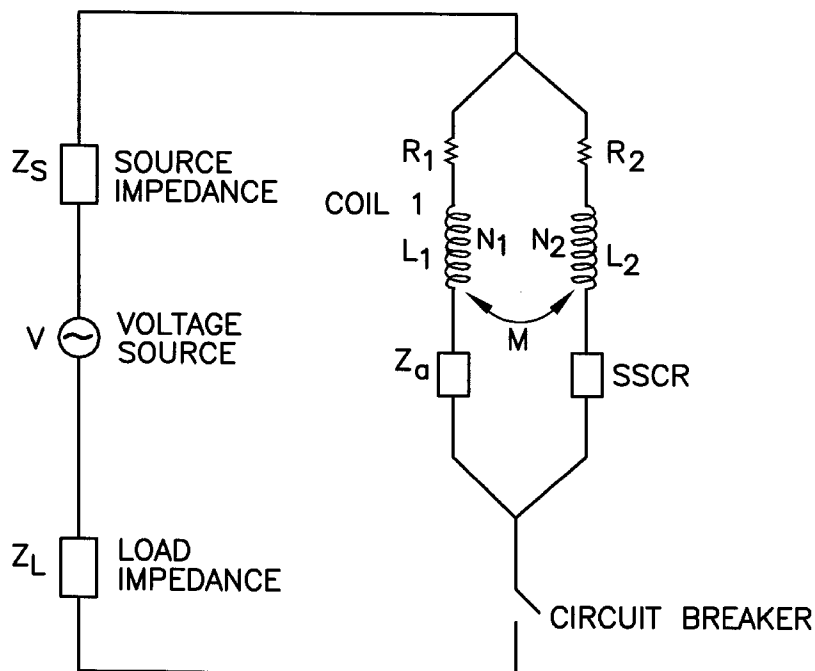 ZS SOURCE
IMPEDANCE
R1
R2
COIL 1
L1
N1
N2
L2
V VOLTAGE
SOURCE
M
Za
SSCR
ZL LOAD
IMPEDANCE
CIRCUIT BREAKER